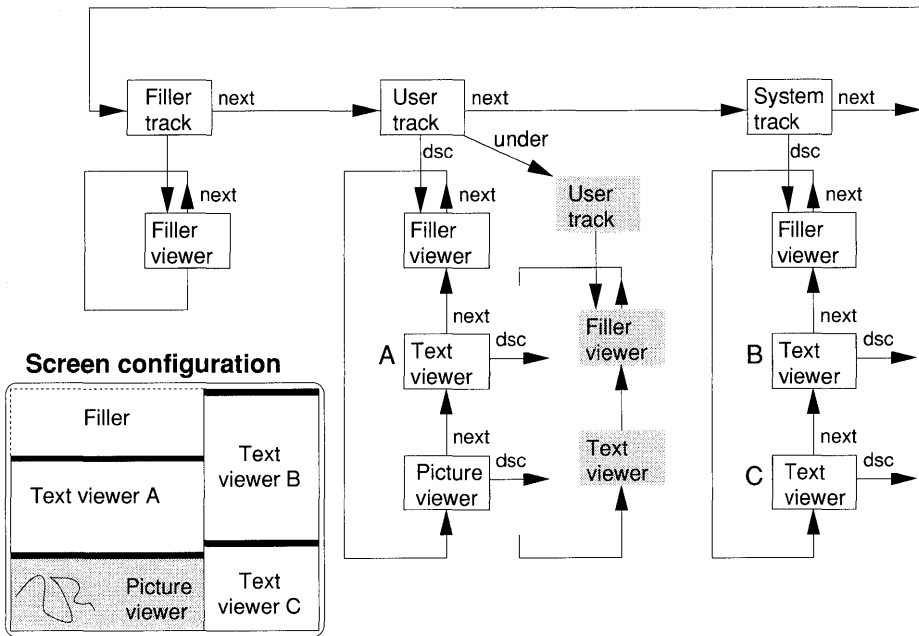 Filler
track
next
User
track
next
System
track
next
under
dsc
dsc
next
next
next
User
track
Filler
viewer
Filler
viewer
Filler
viewer
next
next
Filler
viewer
A
Text
viewer
dsc
B
Text
viewer
dsc
next
next
Picture
viewer
dsc
Text
viewer
C
Text
viewer
dsc
Screen configuration
Filler
Text
viewer B
Text viewer A
Picture
viewer
Text
viewer C